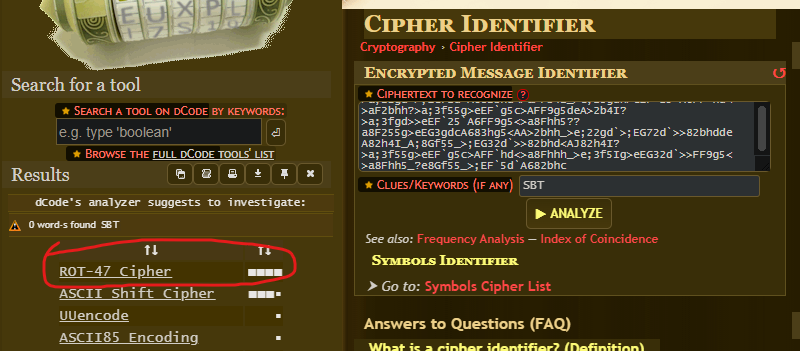 EUXPL
Search for a tool
★ SEARCH A TOOL ON DCODE BY KEYWORDS:
e.g. type 'boolean'
★ BROWSE THE FULL DCODE TOOLS' LIST
Results
dCode's analyzer suggests to investigate:
0 word-s found SBT
↑↓ ↑↓
ROT-47 Cipher ■■■■
ASCII Shift Cipher ■■■▪
UUencode ▪
ASCII85 Encoding ▪
CIPHER IDENTIFIER
Cryptography › Cipher Identifier
ENCRYPTED MESSAGE IDENTIFIER
★ CIPHERTEXT TO RECOGNIZE ?
>aF2bhn?>a;3f55g>eEF`g5c>AFF9g5deA>2b4I?
>a;3fgd>>eEF`25`A6FF9g5<>a8Fhh5??
a8F255g>eEG3gdcA683hg5<AA>2bhh_>e;22gd`>;EG72d`>>82bhdde
A82h4I_A;8Gf55_>;EG32d`>>82bhd<AJ82h4I?
>a;3f55g>eEF`g5c>AFF`hd<>a8Fhhh_>e;3f5Ig>eEG32d`>>FF9g5<
>a8Fhh5_?e8Gf55_>;EF`5d`A682bhc
★ CLUES/KEYWORDS (IF ANY) SBT
▶ ANALYZE
See also: Frequency Analysis — Index of Coincidence
SYMBOLS IDENTIFIER
➤ Go to: Symbols Cipher List
Answers to Questions (FAQ)
What is a cipher identifier? (Definition)